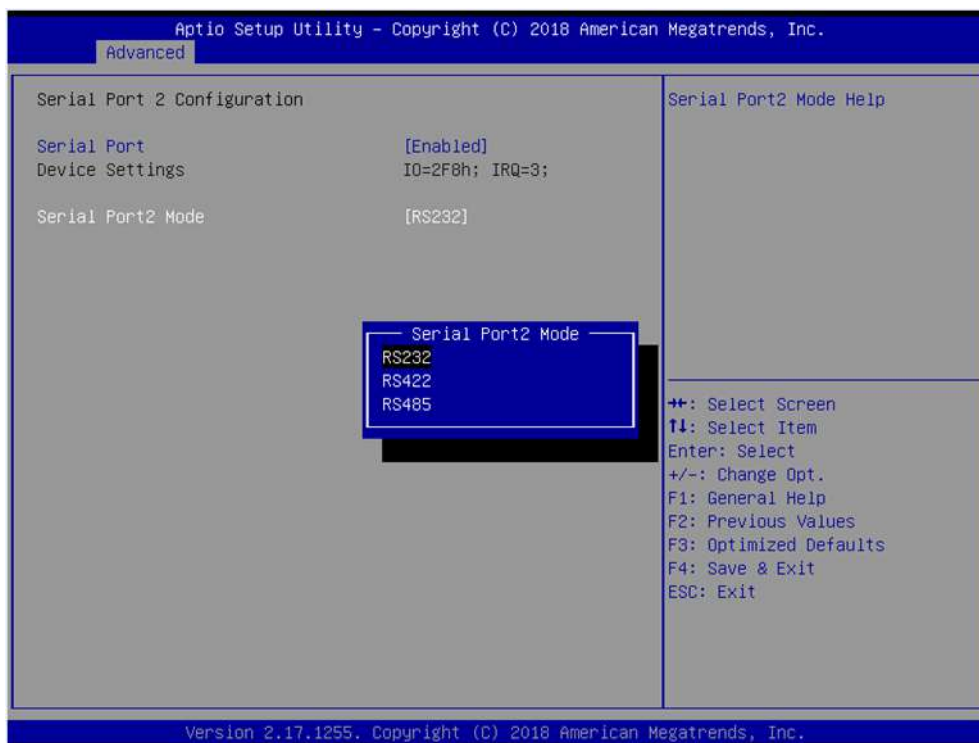 Aptio Setup Utility – Copyright (C) 2018 American Megatrends, Inc.
Advanced
Serial Port 2 Configuration
Serial Port [Enabled]
Device Settings IO=2F8h; IRQ=3;
Serial Port2 Mode [RS232]
Serial Port2 Mode
RS232
RS422
RS485
Serial Port2 Mode Help
→←: Select Screen
↑↓: Select Item
Enter: Select
+/-: Change Opt.
F1: General Help
F2: Previous Values
F3: Optimized Defaults
F4: Save & Exit
ESC: Exit
Version 2.17.1255. Copyright (C) 2018 American Megatrends, Inc.